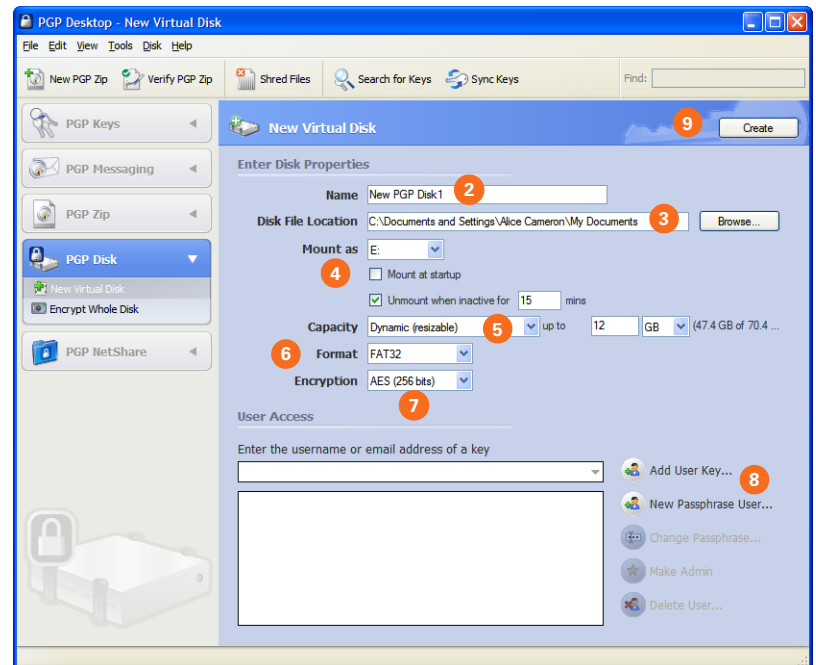 PGP Desktop - New Virtual Disk
File Edit View Tools Disk Help
New PGP Zip Verify PGP Zip Shred Files Search for Keys Sync Keys Find:
PGP Keys
PGP Messaging
PGP Zip
PGP Disk
New Virtual Disk
Encrypt Whole Disk
PGP NetShare
New Virtual Disk 9 Create
Enter Disk Properties
Name New PGP Disk1 2
Disk File Location C:\Documents and Settings\Alice Cameron\My Documents 3 Browse...
Mount as E:
4 Mount at startup
Unmount when inactive for 15 mins
Capacity Dynamic (resizable) 5 up to 12 GB (47.4 GB of 70.4 ...
6 Format FAT32
Encryption AES (256 bits)
7
User Access
Enter the username or email address of a key
Add User Key... 8
New Passphrase User...
Change Passphrase...
Make Admin
Delete User...